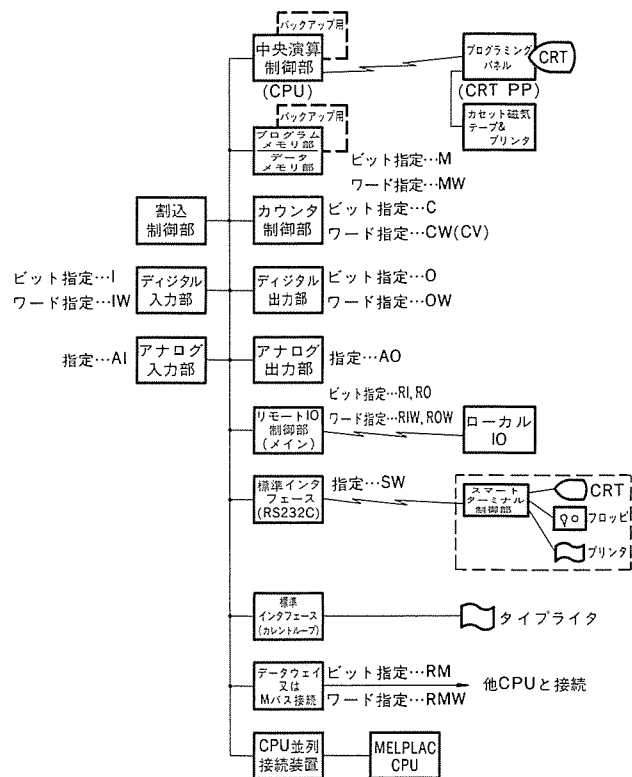 バックアップ用
中央演算
制御部
(CPU)
プログラミング
パネル
CRT
(CRT PP)
カセット磁気
テープ&
プリンタ
バックアップ用
プログラム
メモリ部
データ
メモリ部
ビット指定…M
ワード指定…MW
割込
制御部
カウンタ
制御部
ビット指定…C
ワード指定…CW(CV)
ビット指定…I
ワード指定…IW
ディジタル
入力部
ディジタル
出力部
ビット指定…O
ワード指定…OW
指定…AI
アナログ
入力部
アナログ
出力部
指定…AO
リモートIO
制御部
(メイン)
ビット指定…RI, RO
ワード指定…RIW, ROW
ローカル
IO
標準インタ
フェース
(RS232C)
指定…SW
スマート
ターミナル
制御部
CRT
フロッピ
プリンタ
標準
インタフェース
(カレントループ)
タイプライタ
データウェイ
又は
Mバス接続
ビット指定…RM
ワード指定…RMW
他CPUと接続
CPU並列
接続装置
MELPLAC
CPU